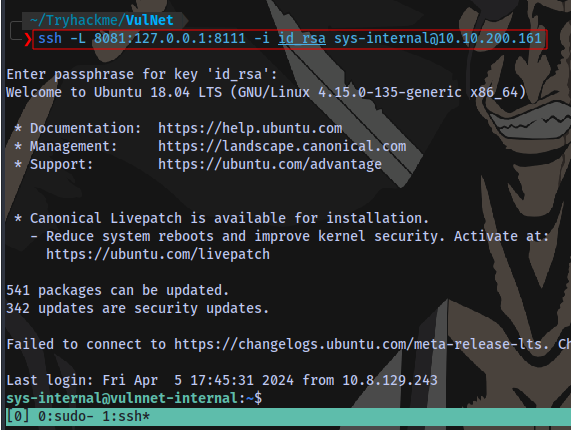 ~/Tryhackme/VulNet
❯ ssh -L 8081:127.0.0.1:8111 -i id_rsa sys-internal@10.10.200.161
Enter passphrase for key 'id_rsa':
Welcome to Ubuntu 18.04 LTS (GNU/Linux 4.15.0-135-generic x86_64)
* Documentation:  https://help.ubuntu.com
* Management:     https://landscape.canonical.com
* Support:        https://ubuntu.com/advantage
* Canonical Livepatch is available for installation.
- Reduce system reboots and improve kernel security. Activate at:
https://ubuntu.com/livepatch
541 packages can be updated.
342 updates are security updates.
Failed to connect to https://changelogs.ubuntu.com/meta-release-lts. Ch
Last login: Fri Apr  5 17:45:31 2024 from 10.8.129.243
sys-internal@vulnnet-internal:~$
[0] 0:sudo- 1:ssh*